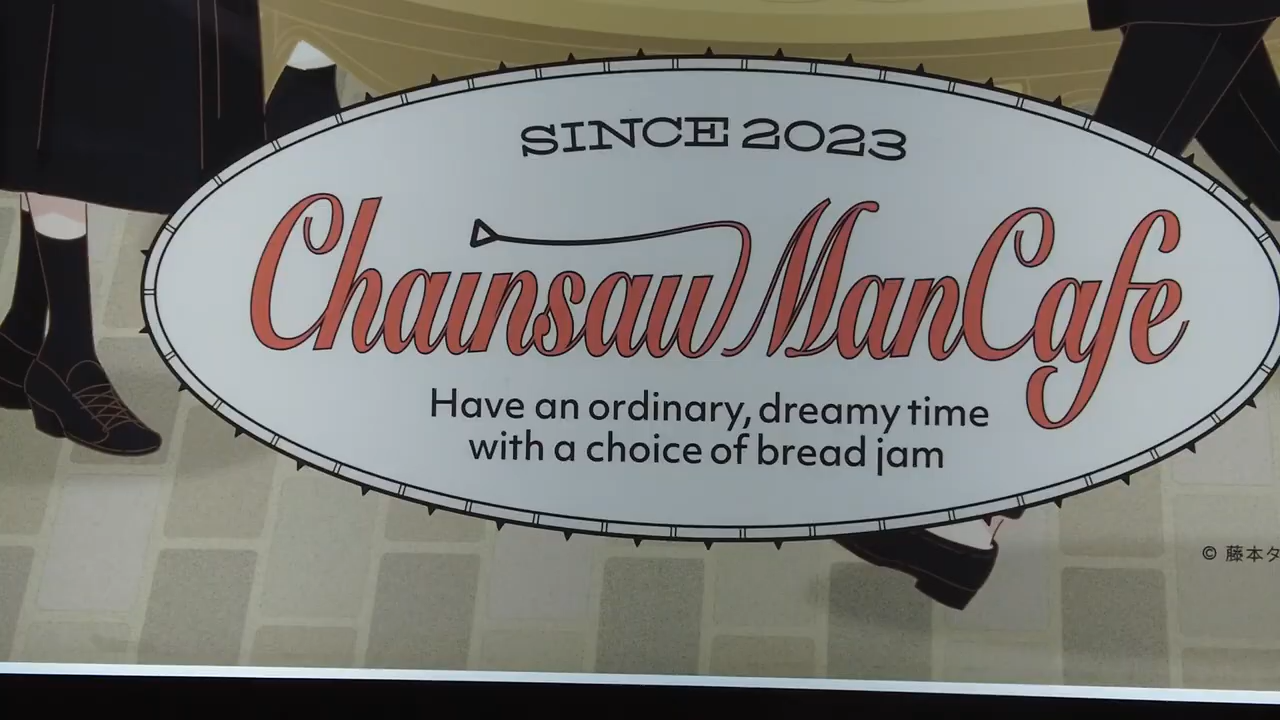 SINCE 2023
Chainsaw Man Cafe
Have an ordinary, dreamy time
with a choice of bread jam
© 藤本タ